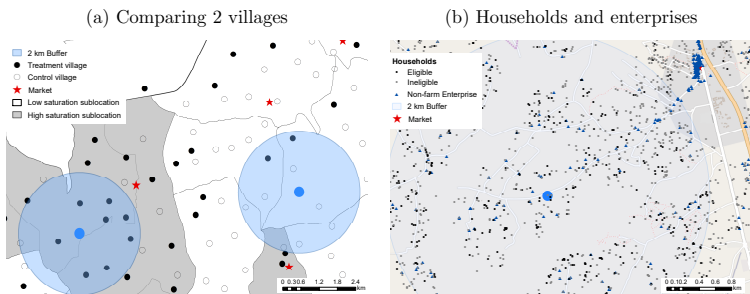 (a) Comparing 2 villages
2 km Buffer
Treatment village
Control village
Market
Low saturation sublocation
High saturation sublocation
0 0.30.6 1.2 1.8 2.4
km
(b) Households and enterprises
Households
Eligible
Ineligible
Non-farm Enterprise
2 km Buffer
Market
0 0.10.2 0.4 0.6 0.8
km